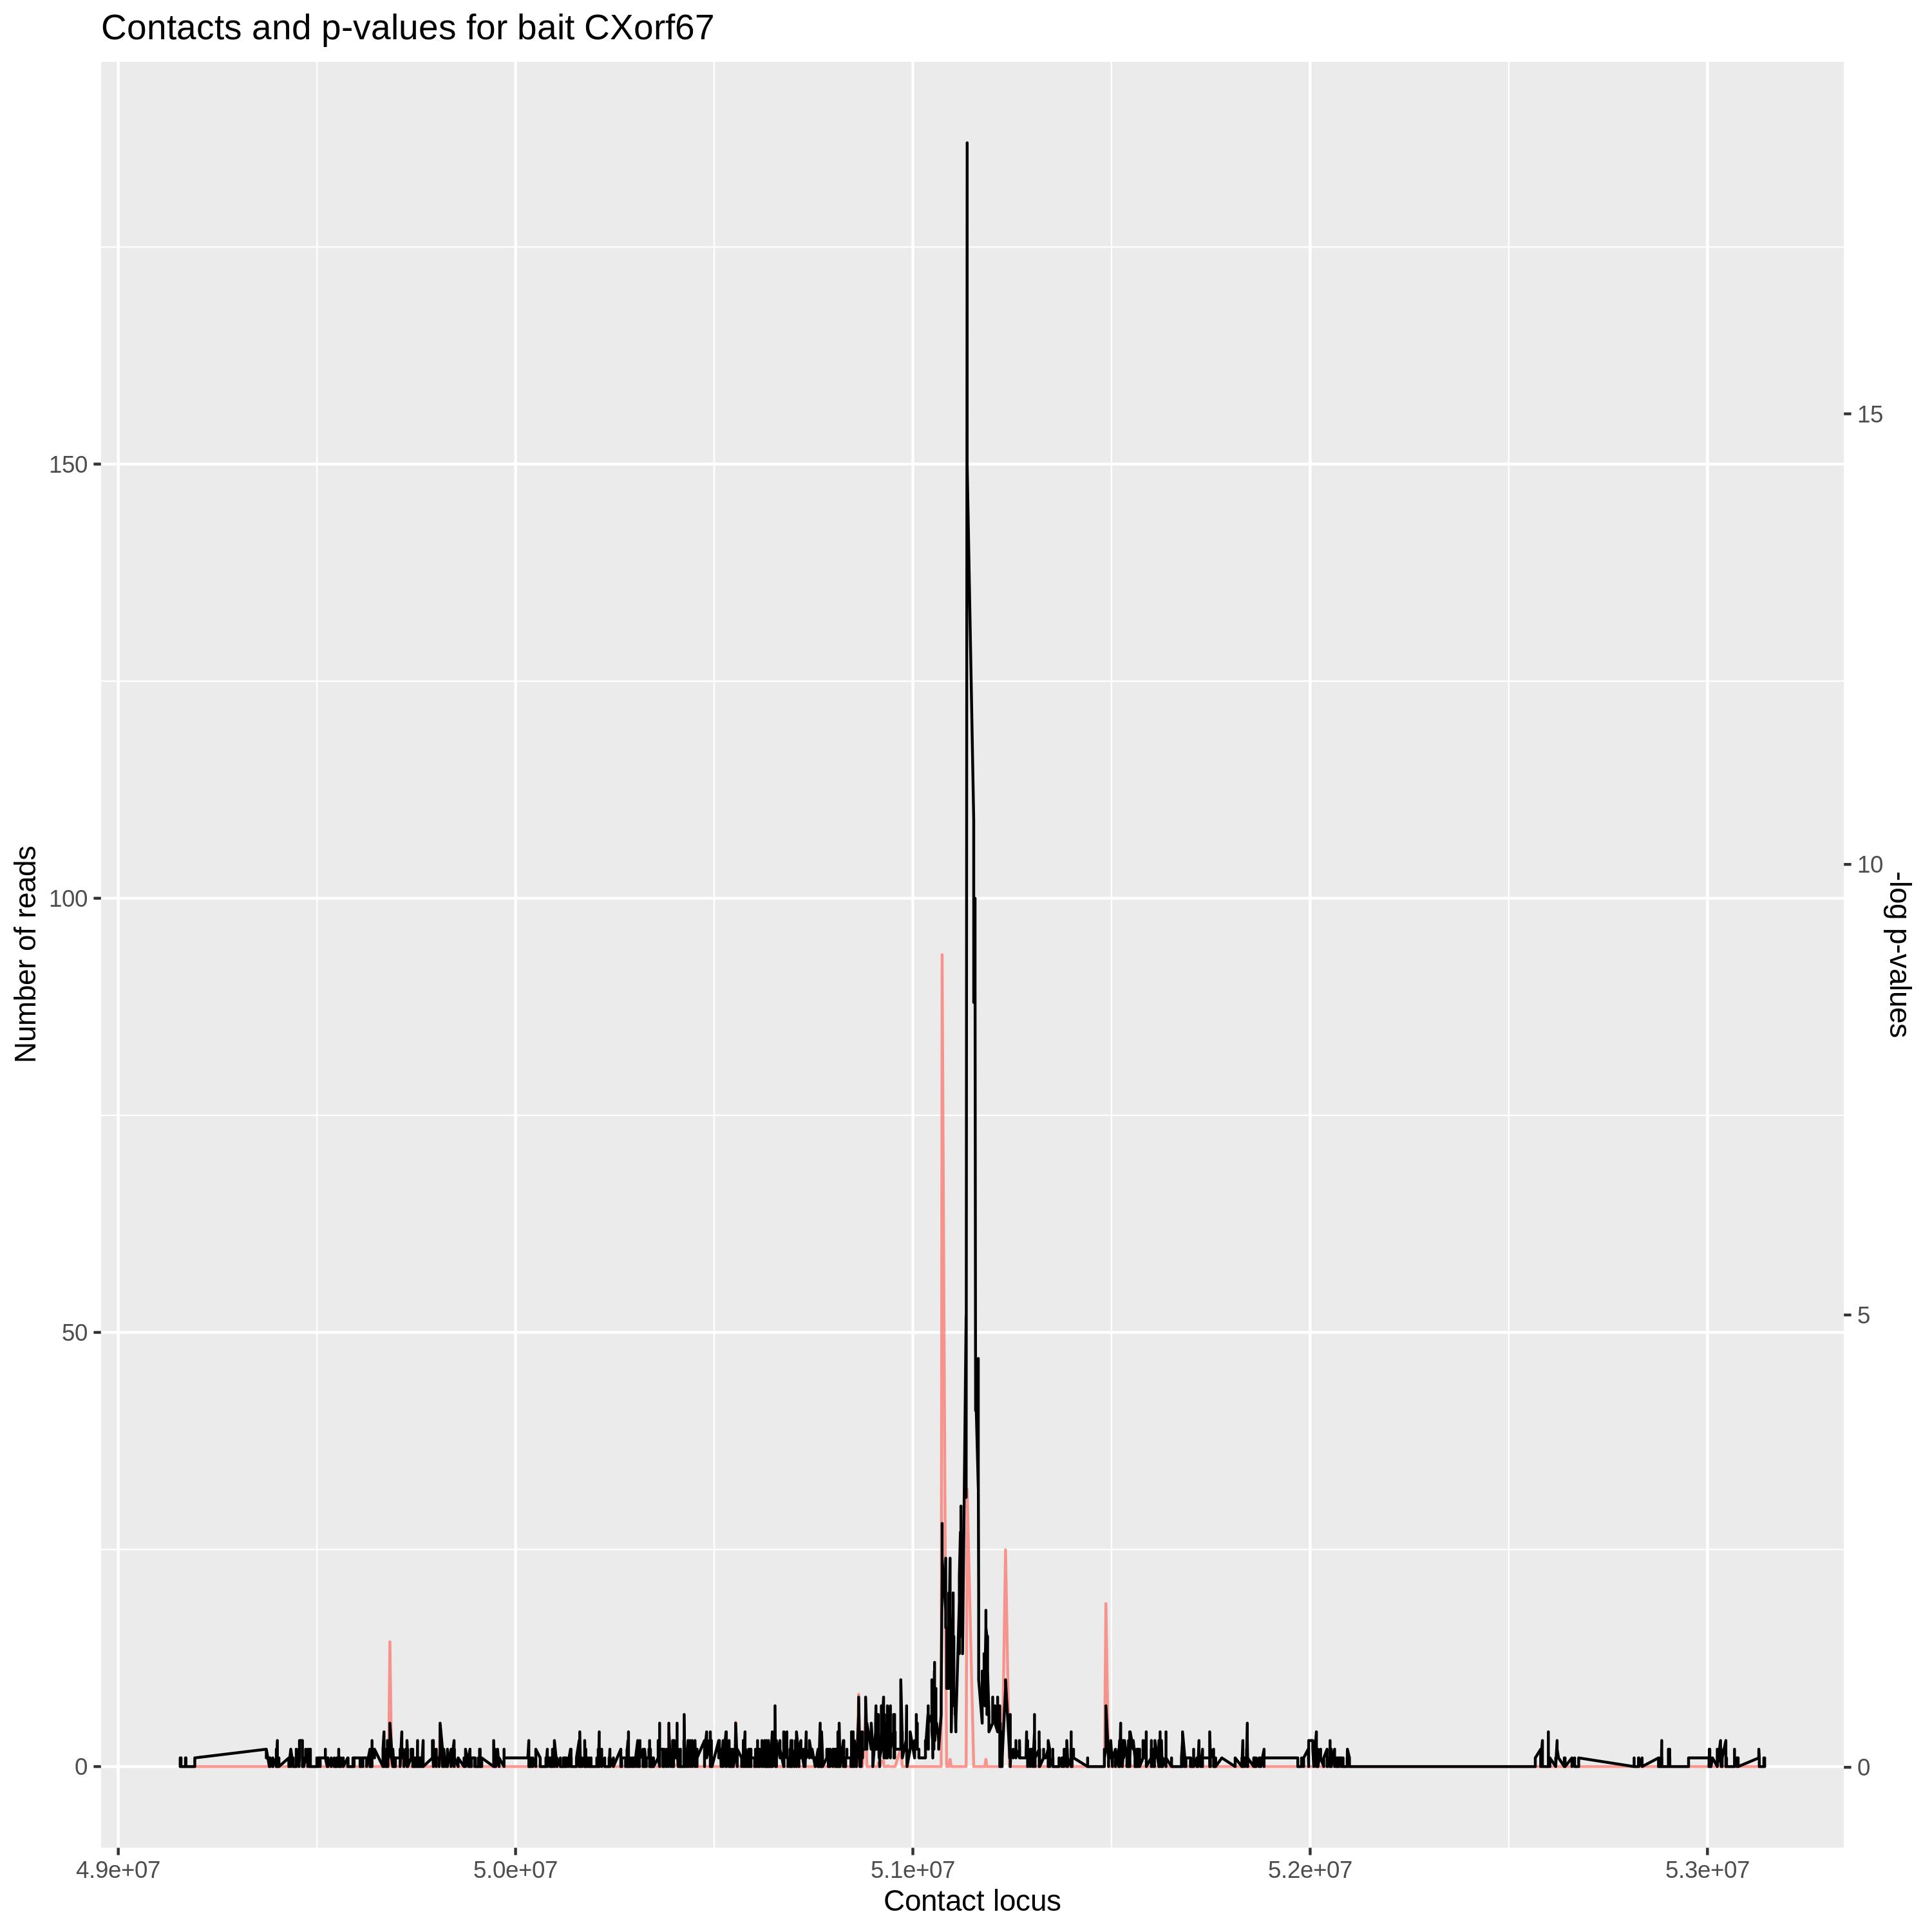 Contacts and p-values for bait CXorf67
150
100
50
0
Number of reads
15
10
5
0
-log p-values
4.9e+07
5.0e+07
5.1e+07
5.2e+07
5.3e+07
Contact locus